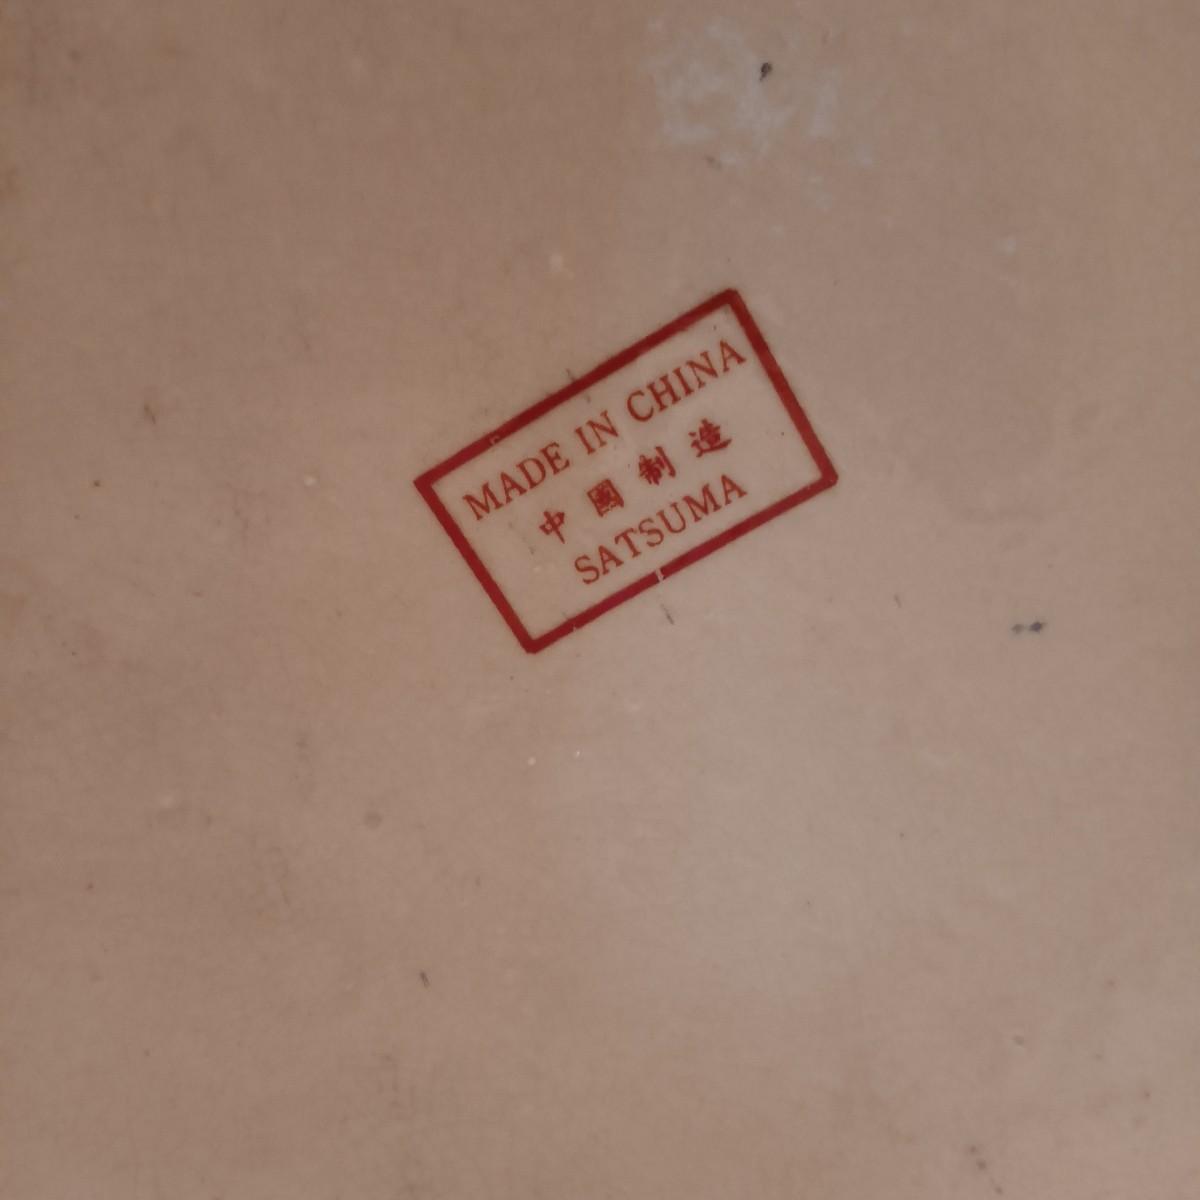 MADE IN CHINA
中國制造
SATSUMA